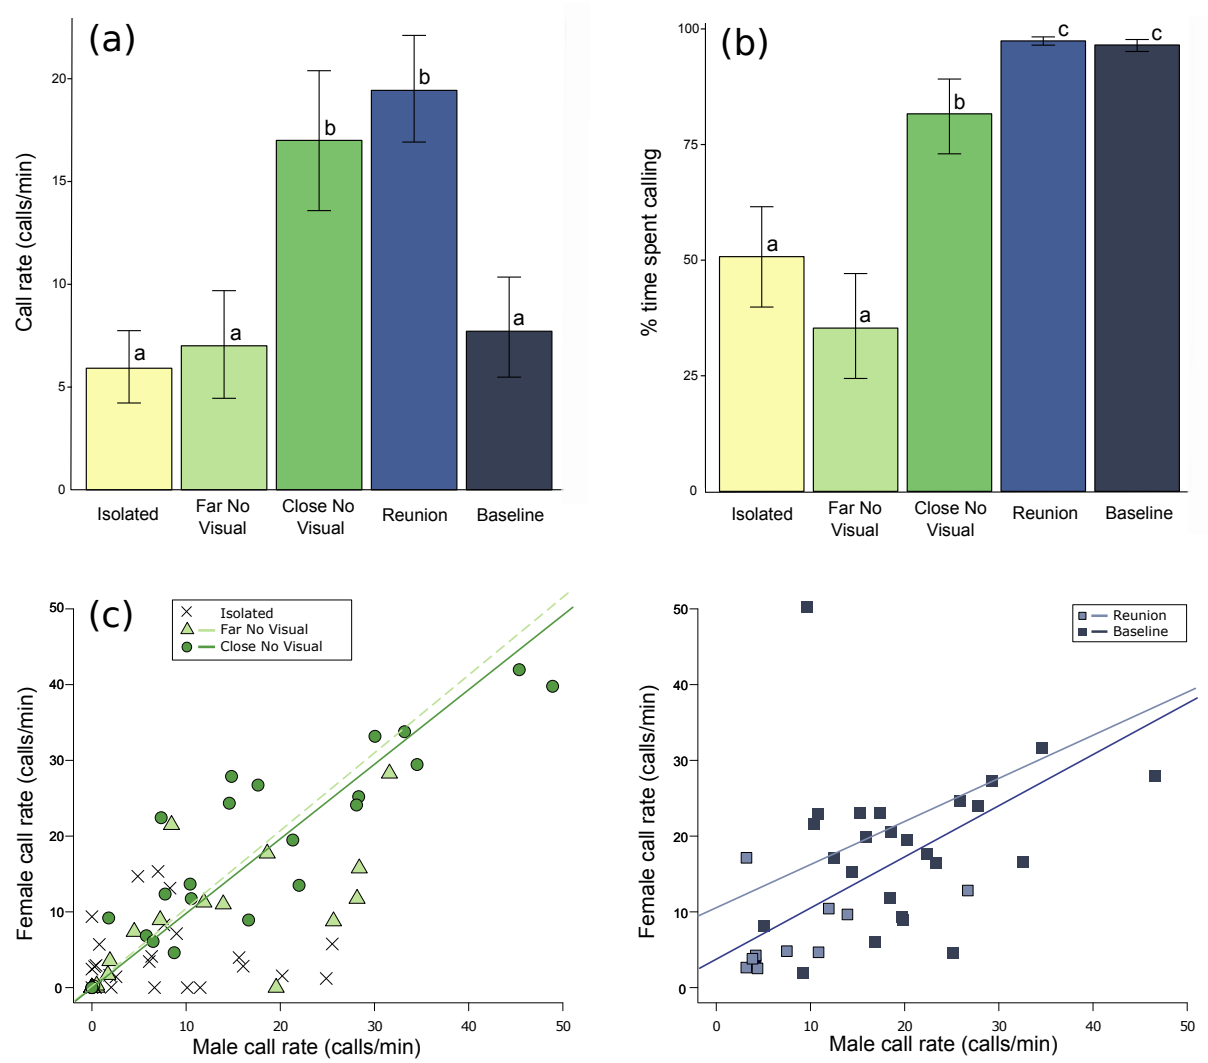 (a)
Call rate (calls/min)
20
15
10
5
0
a
a
b
b
a
Isolated
Far No
Visual
Close No
Visual
Reunion
Baseline
(b)
% time spent calling
100
75
50
25
0
a
a
b
c
c
Isolated
Far No
Visual
Close No
Visual
Reunion
Baseline
(c)
Isolated
Far No Visual
Close No Visual
Female call rate (calls/min)
50
40
30
20
10
0
0 10 20 30 40 50
Male call rate (calls/min)
Reunion
Baseline
Female call rate (calls/min)
50
40
30
20
10
0
0 10 20 30 40 50
Male call rate (calls/min)